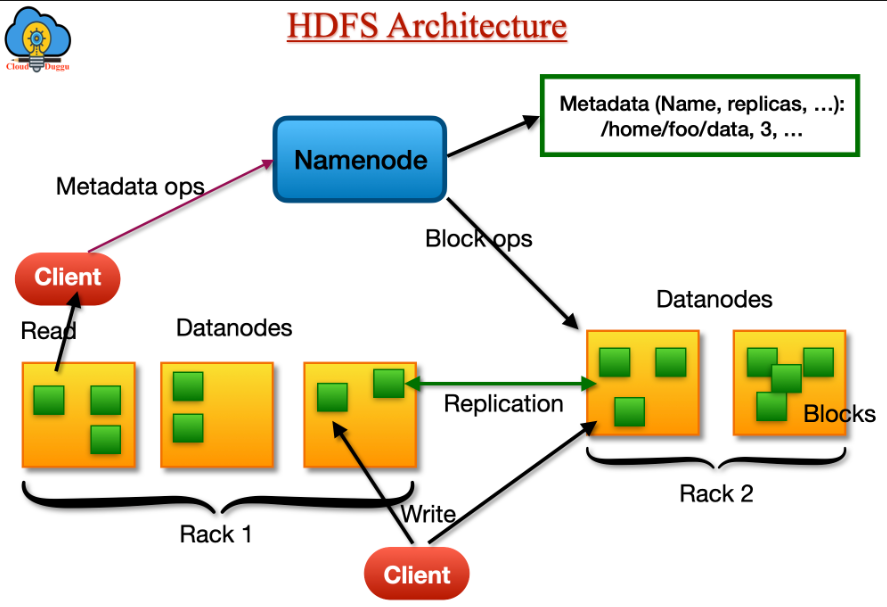 HDFS Architecture
Cloud Duggu
Metadata (Name, replicas, …):
/home/foo/data, 3, …
Namenode
Metadata ops
Block ops
Client
Datanodes
Read
Datanodes
Replication
Blocks
Rack 2
Write
Rack 1
Client